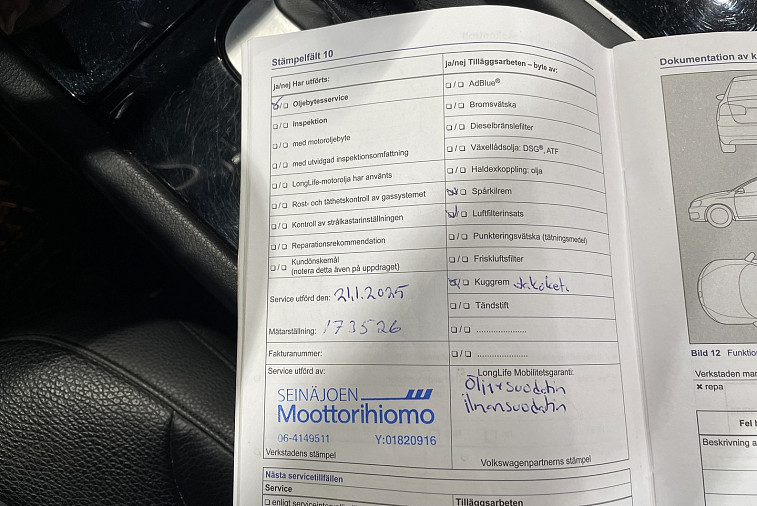 Stämpelfält 10
ja/nej Har utförts:
ja/nej Tilläggsarbeten – byte av:
Oljebytesservice
AdBlue®
Inspektion
Bromsvätska
med motoroljebyte
Dieselbränslefilter
med utvidgad inspektionsomfattning
Växellådsolja: DSG®, ATF
LongLife-motorolja har använts
Haldexkoppling: olja
Rost- och täthetskontroll av gassystemet
Spårkilrem
Kontroll av strålkastarinställningen
Luftfilterinsats
Reparationsrekommendation
Punkteringsvätska (tätningsmedel)
Kundönskemål
(notera detta även på uppdraget)
Friskluftsfilter
Service utförd den: 21.1.2025
Kuggrem
Tändstift
Mätarställning: 173526
Fakturanummer:
Service utförd av:
SEINÄJOEN
Moottorihiomo
06-4149511 Y:01820916
Verkstadens stämpel
LongLife Mobilitetsgaranti:
Öljynsuodatin
ilmansuodatin
Volkswagenpartnerns stämpel
Nästa servicetillfällen
Service
Tilläggsarbeten
enligt
Dokumentation av
Bild 12
Verkstaden
repa
Fel
Beskrivning